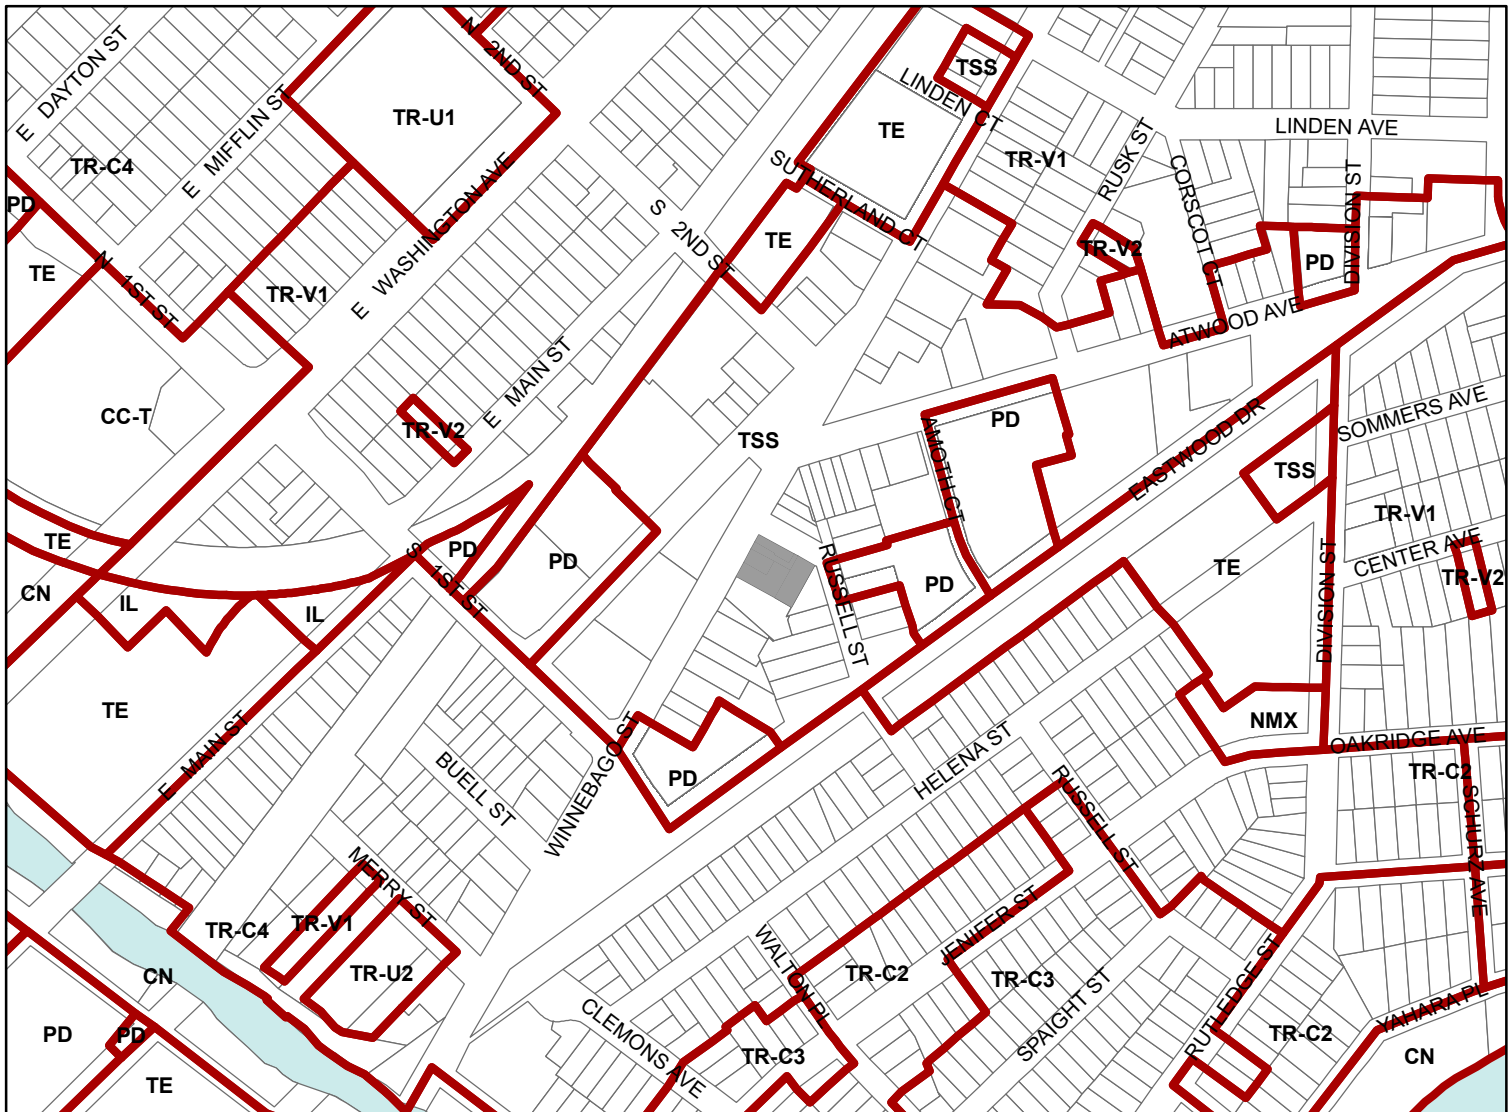 N 2ND ST
E DAYTON ST
TSS
LINDEN CT
TR-U1
TE
LINDEN AVE
E MIFFLIN ST
TR-C4
TR-V1
RUSK ST
SUTHERLAND CT
CORSCOT CT
DIVISION ST
PD
E WASHINGTON AVE
S 2ND ST
TE
TR-V2
PD
TE
N 1ST ST
TR-V1
ATWOOD AVE
E MAIN ST
CC-T
TR-V2
TSS
PD
AMOTH CT
EASTWOOD DR
SOMMERS AVE
TSS
TR-V1
TE
PD
S 1ST ST
PD
RUSSELL ST
PD
TE
DIVISION ST
CENTER AVE
TR-V2
CN
IL
IL
TE
E MAIN ST
WINNEBAGO ST
PD
NMX
OAKRIDGE AVE
BUELL ST
HELENA ST
RUSSELL ST
TR-C2
SCHURZ AVE
MERRY ST
TR-C4
TR-V1
TR-U2
CN
WALTON PL
JENIFER ST
TR-C2
TR-C3
SPAIGHT ST
RUTLEDGE ST
YAHARA PL
PD
PD
TE
CLEMONS AVE
TR-C3
TR-C2
CN